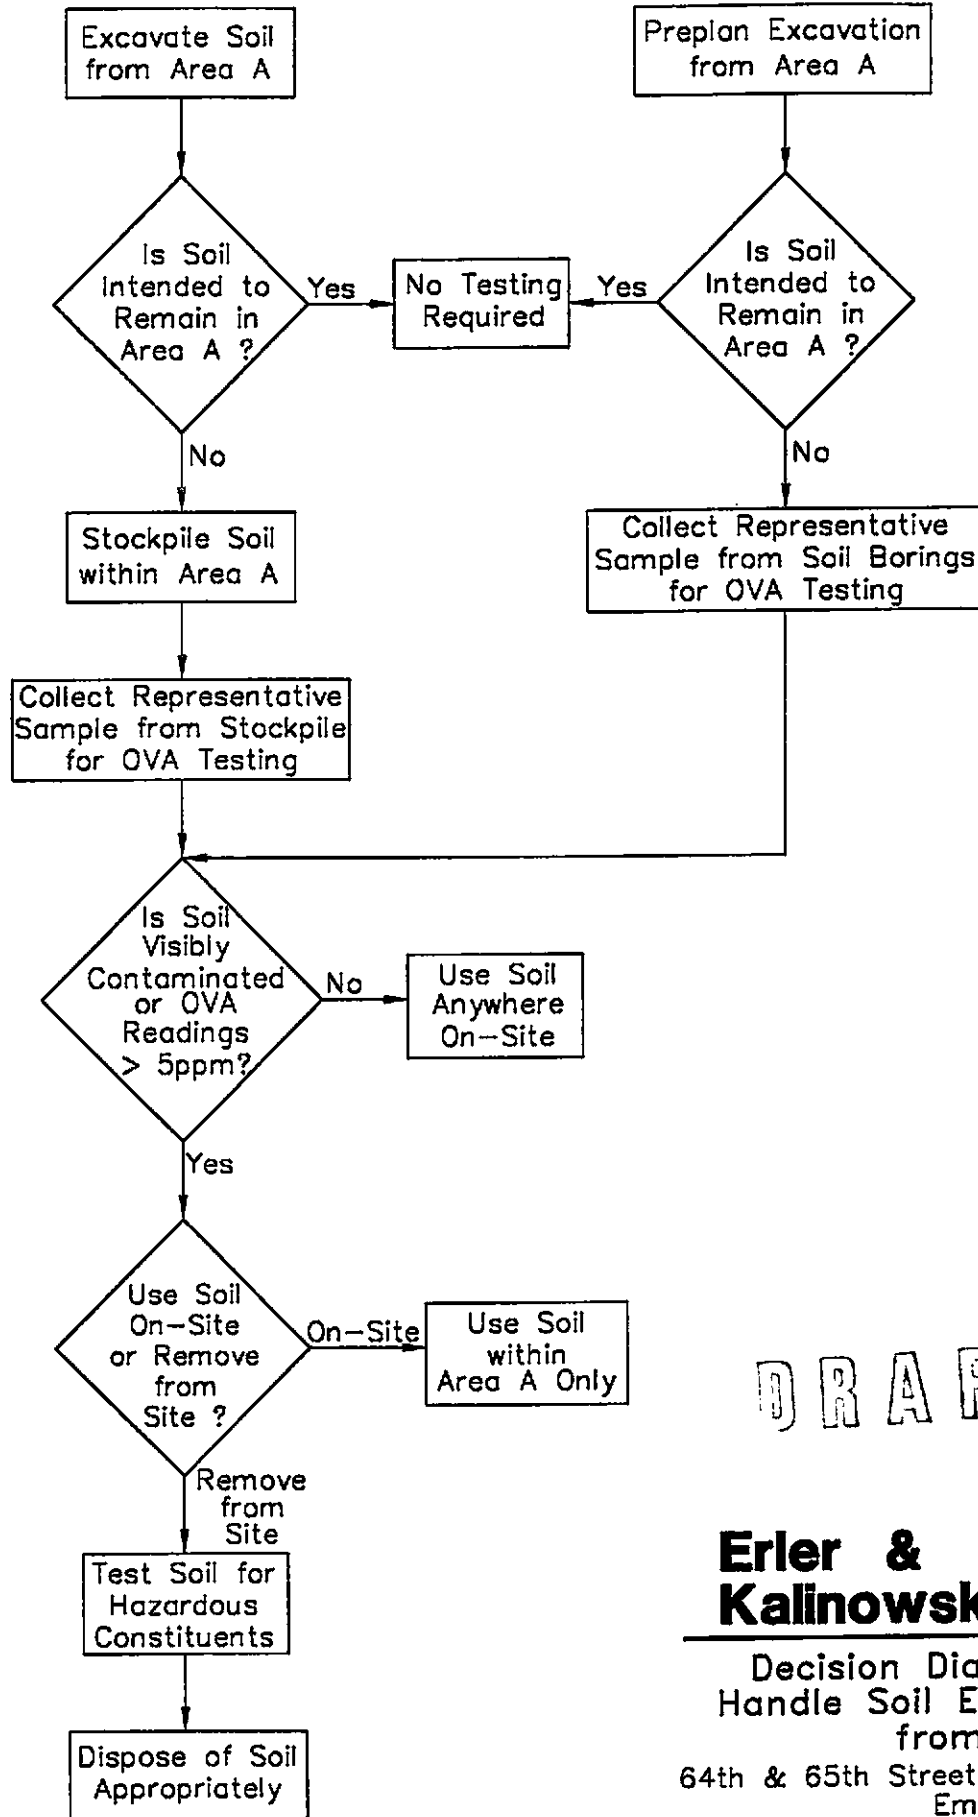 Excavate Soil
from Area A
Preplan Excavation
from Area A
Is Soil
Intended to
Remain in
Area A ?
Yes
No Testing
Required
Yes
Is Soil
Intended to
Remain in
Area A ?
No
No
Stockpile Soil
within Area A
Collect Representative
Sample from Soil Borings
for OVA Testing
Collect Representative
Sample from Stockpile
for OVA Testing
Is Soil
Visibly
Contaminated
or OVA
Readings
> 5ppm?
No
Use Soil
Anywhere
On-Site
Yes
Use Soil
On-Site
or Remove
from
Site ?
On-Site
Use Soil
within
Area A Only
Remove
from
Site
Test Soil for
Hazardous
Constituents
Dispose of Soil
Appropriately
DRA
Erler &
Kalinowsk
Decision Dia
Handle Soil E
from
64th & 65th Street
Em